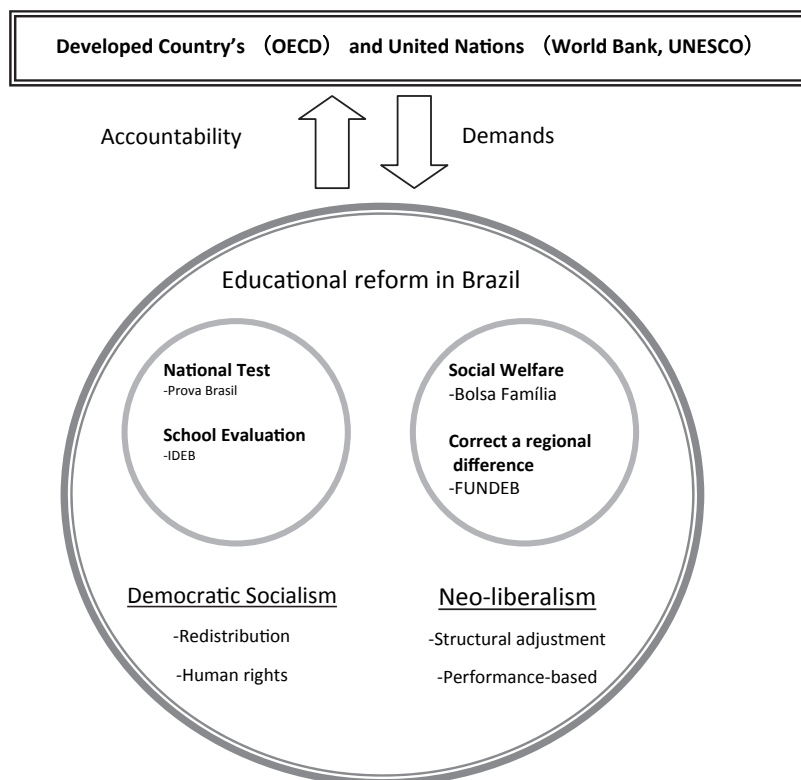 Developed Country's （OECD） and United Nations （World Bank, UNESCO）
Accountability
Demands
Educational reform in Brazil
National Test
-Prova Brasil
School Evaluation
-IDEB
Social Welfare
-Bolsa Família
Correct a regional
difference
-FUNDEB
Democratic Socialism
-Redistribution
-Human rights
Neo-liberalism
-Structural adjustment
-Performance-based